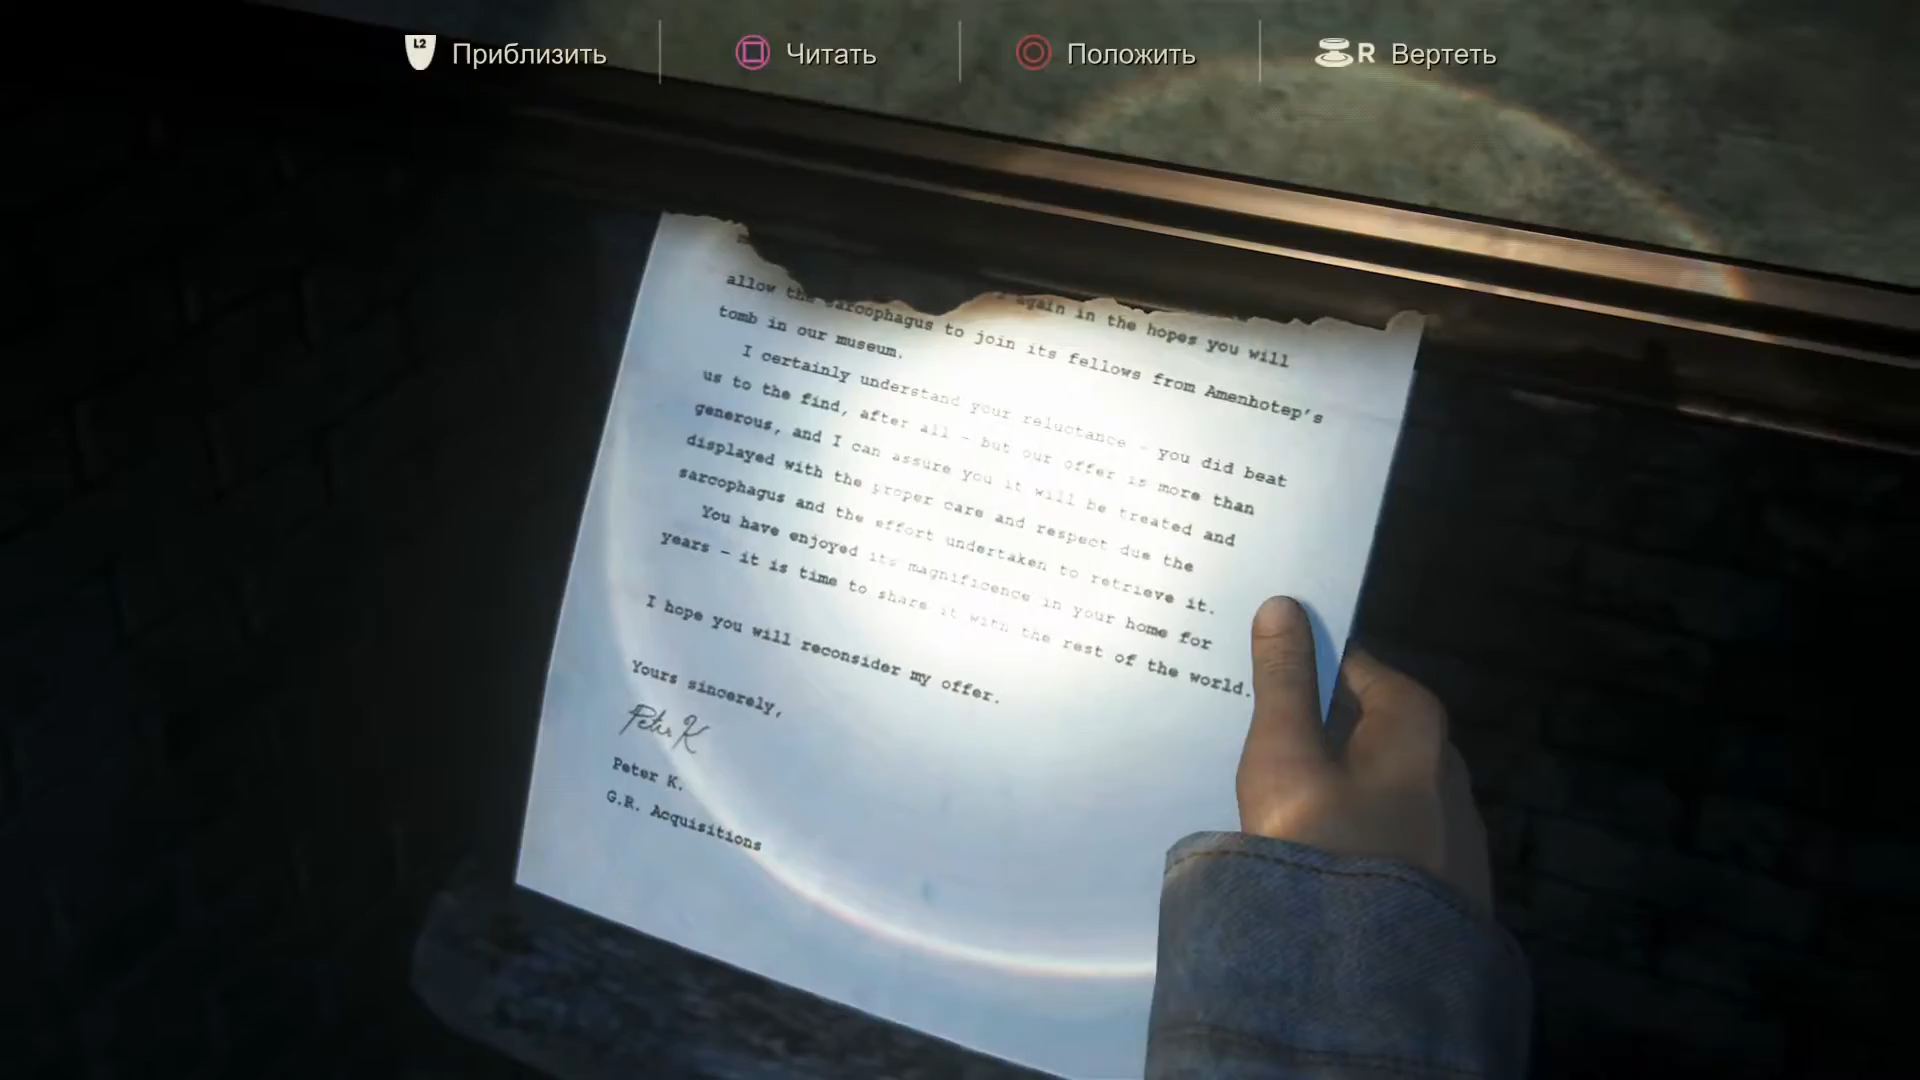 L2 Приблизить
Читать
Положить
R Вертеть
again in the hopes you will
allow the sarcophagus to join its fellows from Amenhotep's
tomb in our museum.
I certainly understand your reluctance – you did beat
us to the find, after all – but our offer is more than
generous, and I can assure you it will be treated and
displayed with the proper care and respect due the
sarcophagus and the effort undertaken to retrieve it.
You have enjoyed its magnificence in your home for
years – it is time to share it with the rest of the world.
I hope you will reconsider my offer.
Yours sincerely,
Peter K
Peter K.
G.R. Acquisitions